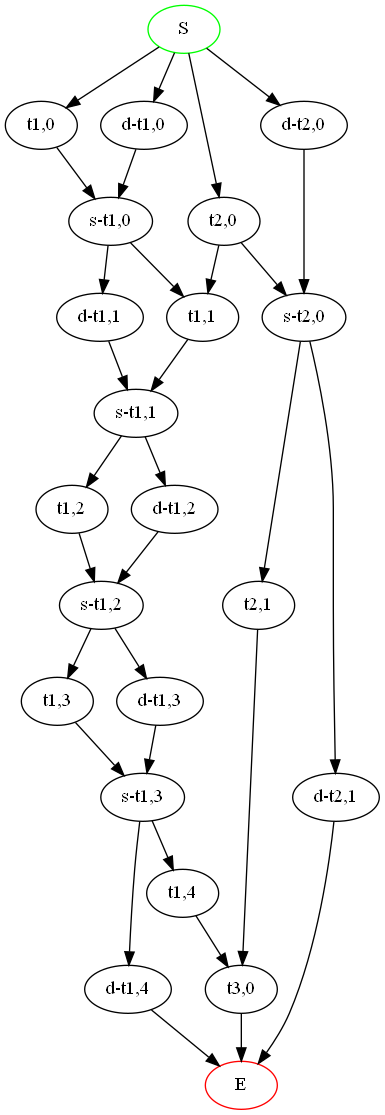 S
t1,0
d-t1,0
d-t2,0
s-t1,0
t2,0
d-t1,1
t1,1
s-t2,0
s-t1,1
t1,2
d-t1,2
s-t1,2
t2,1
t1,3
d-t1,3
s-t1,3
d-t2,1
t1,4
d-t1,4
t3,0
E